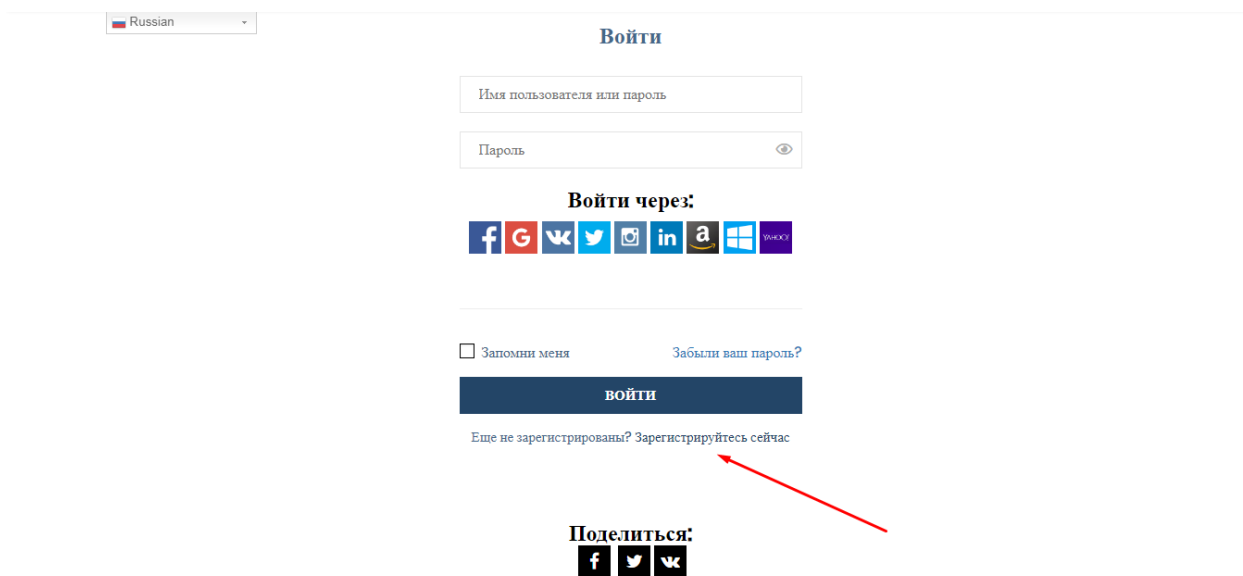 Russian
Войти
Имя пользователя или пароль
Пароль
Войти через:
f G a in YAHOO!
Запомни меня Забыли ваш пароль?
ВОЙТИ
Еще не зарегистрированы? Зарегистрируйтесь сейчас
Поделиться:
f